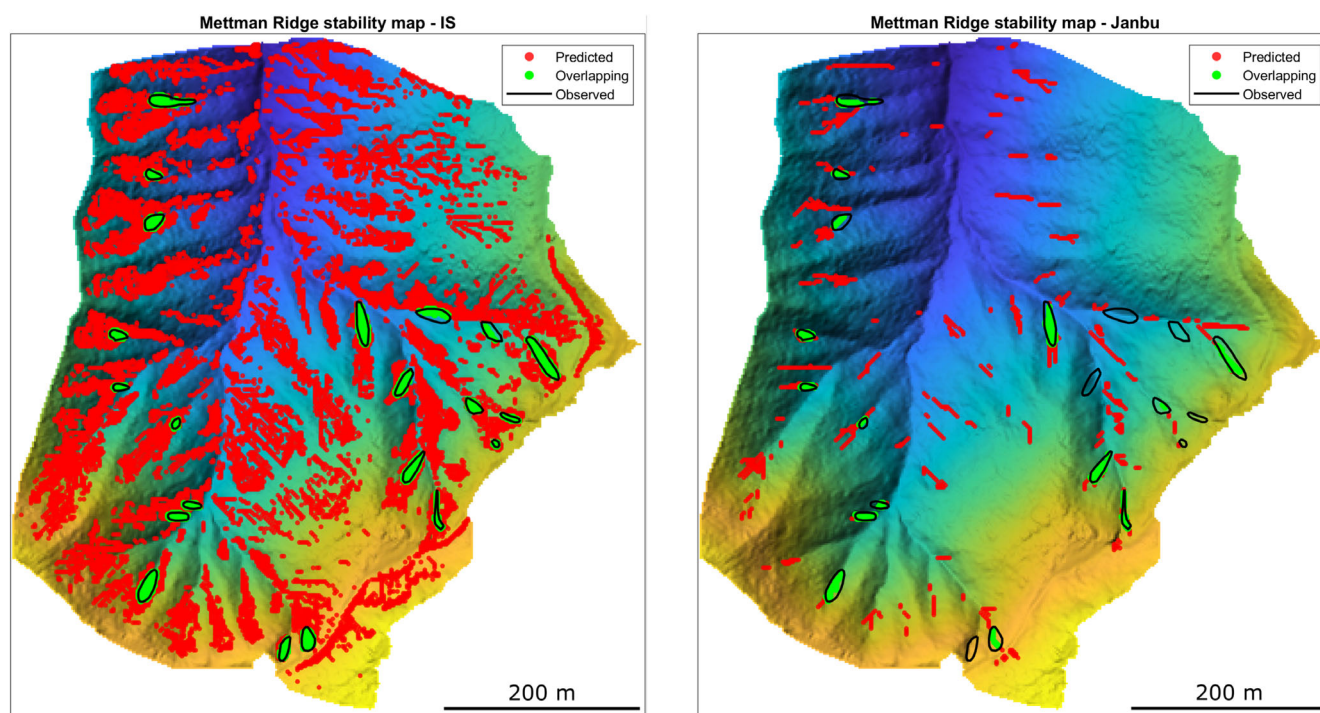 Mettman Ridge stability map - IS
Predicted
Overlapping
Observed
200 m
Mettman Ridge stability map - Janbu
Predicted
Overlapping
Observed
200 m